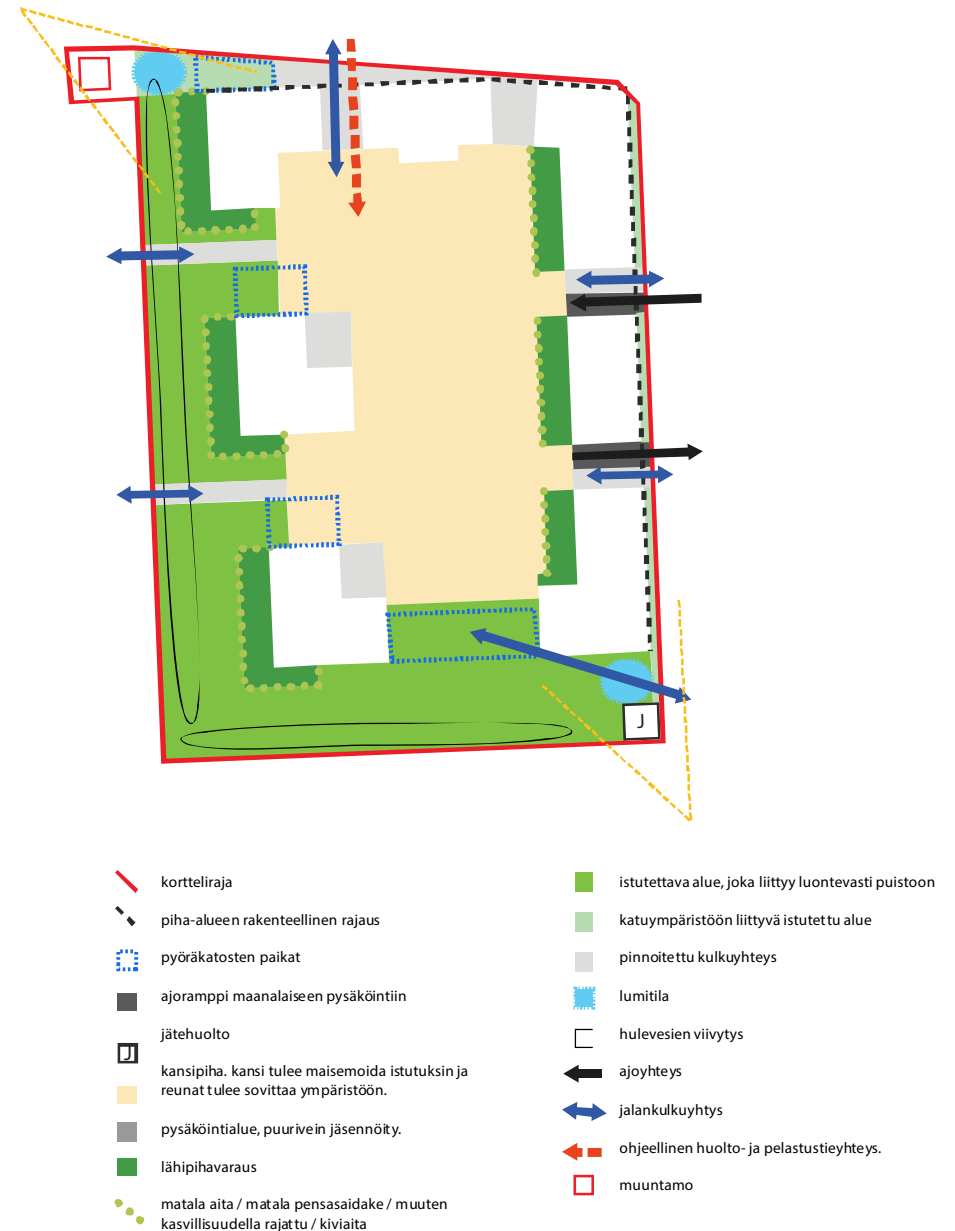 J
kortteliraja
piha-alueen rakenteellinen rajaus
pyöräkatosten paikat
ajoramppi maanalaiseen pysäköintiin
J
jätehuolto
kansipiha. kansi tulee maisemoida istutuksin ja
reunat tulee sovittaa ympäristöön.
pysäköintialue, puurivein jäsennöity.
lähipihavaraus
matala aita / matala pensasaidake / muuten
kasvillisuudella rajattu / kiviaita
istutettava alue, joka liittyy luontevasti puistoon
katuympäristöön liittyvä istutettu alue
pinnoitettu kulkuyhteys
lumitila
hulevesien viivytys
ajoyhteys
jalankulkuyhtys
ohjeellinen huolto- ja pelastustieyhteys.
muuntamo